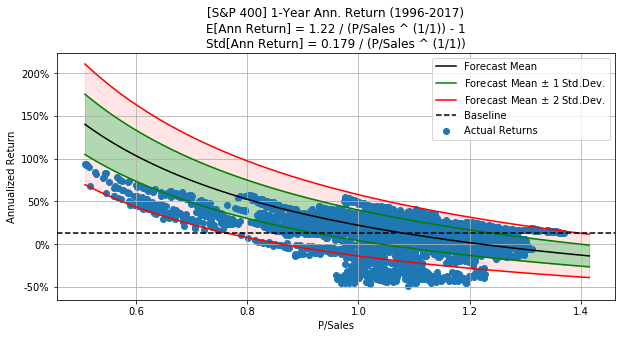 [S&P 400] 1-Year Ann. Return (1996-2017)
E[Ann Return] = 1.22 / (P/Sales ^ (1/1)) - 1
Std[Ann Return] = 0.179 / (P/Sales ^ (1/1))
Forecast Mean
Forecast Mean ± 1 Std.Dev.
Forecast Mean ± 2 Std.Dev.
Baseline
Actual Returns
Annualized Return
200%
150%
100%
50%
0%
-50%
0.6 0.8 1.0 1.2 1.4
P/Sales